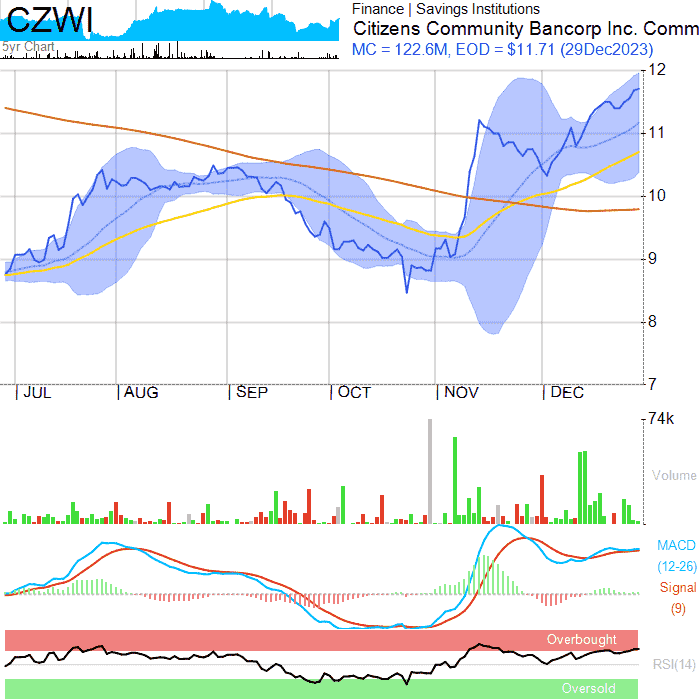 CZWI
5yr Chart
Finance | Savings Institutions
Citizens Community Bancorp Inc. Comm
MC = 122.6M, EOD = $11.71 (29Dec2023)
12
11
10
9
8
7
JUL
AUG
SEP
OCT
NOV
DEC
74k
Volume
MACD
(12-26)
Signal
(9)
Overbought
RSI(14)
Oversold